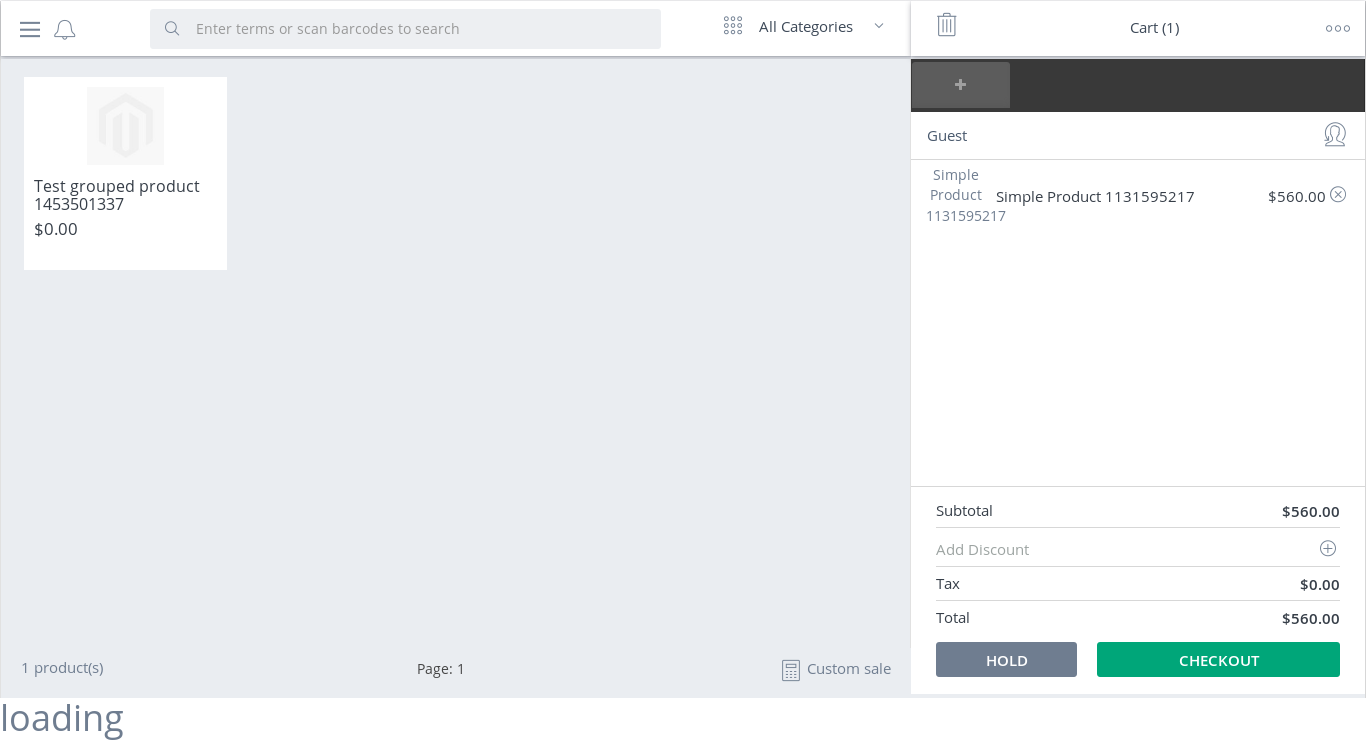 Enter terms or scan barcodes to search
All Categories
Cart (1)
Guest
Test grouped product
1453501337
$0.00
Simple
Product
1131595217
Simple Product 1131595217
$560.00
Subtotal $560.00
Add Discount
Tax $0.00
Total $560.00
HOLD CHECKOUT
1 product(s)
Page: 1
Custom sale
loading